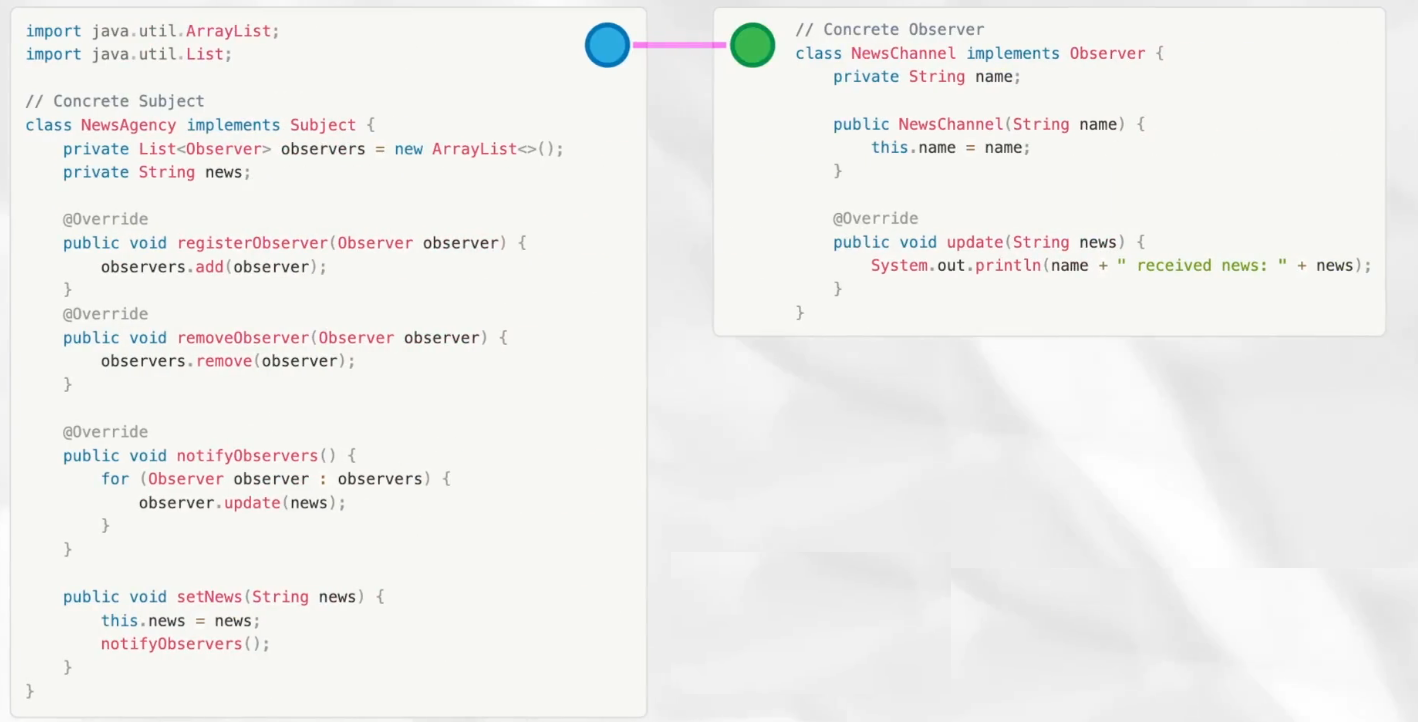 import java.util.ArrayList;
import java.util.List;
// Concrete Subject
class NewsAgency implements Subject {
    private List<Observer> observers = new ArrayList<>();
    private String news;
    @Override
    public void registerObserver(Observer observer) {
        observers.add(observer);
    }
    @Override
    public void removeObserver(Observer observer) {
        observers.remove(observer);
    }
    @Override
    public void notifyObservers() {
        for (Observer observer : observers) {
            observer.update(news);
        }
    }
    public void setNews(String news) {
        this.news = news;
        notifyObservers();
    }
}
// Concrete Observer
class NewsChannel implements Observer {
    private String name;
    public NewsChannel(String name) {
        this.name = name;
    }
    @Override
    public void update(String news) {
        System.out.println(name + " received news: " + news);
    }
}